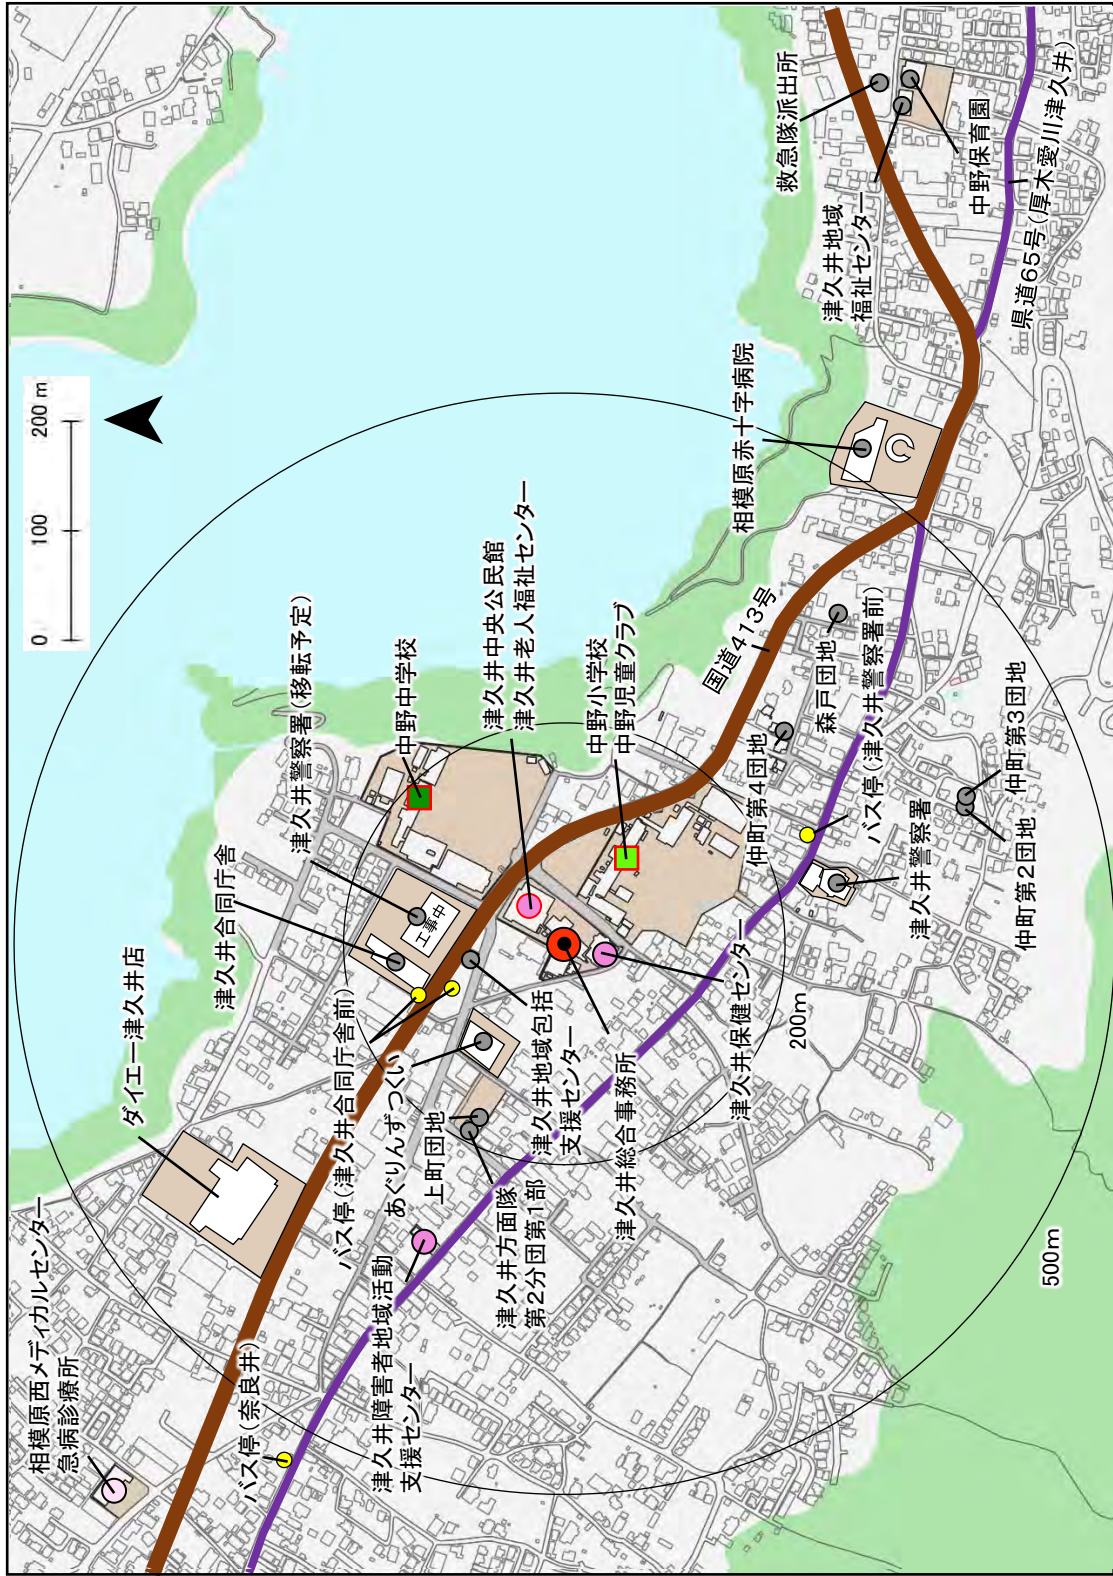 相模原西メディカルセンター
急病診療所
ダイエー津久井店
津久井合同庁舎
津久井警察署(移転予定)
0 100 200 m
中野中学校
バス停(奈良井)
バス停(津久井合同庁舎前)
中重工
津久井中央公民館
津久井老人福祉センター
あぐりんずつくい
上町団地
津久井障害者地域活動
支援センター
津久井方面隊
第2分団第1部
津久井地域包括
支援センター
中野小学校
中野児童クラブ
津久井総合事務所
津久井保健センター
200m
国道413号
相模原赤十字病院
仲町第4団地
森戸団地
バス停(津久井警察署前)
津久井警察署
仲町第2団地
仲町第3団地
救急隊派出所
津久井地域
福祉センター
中野保育園
県道65号(厚木愛川津久井)
500m